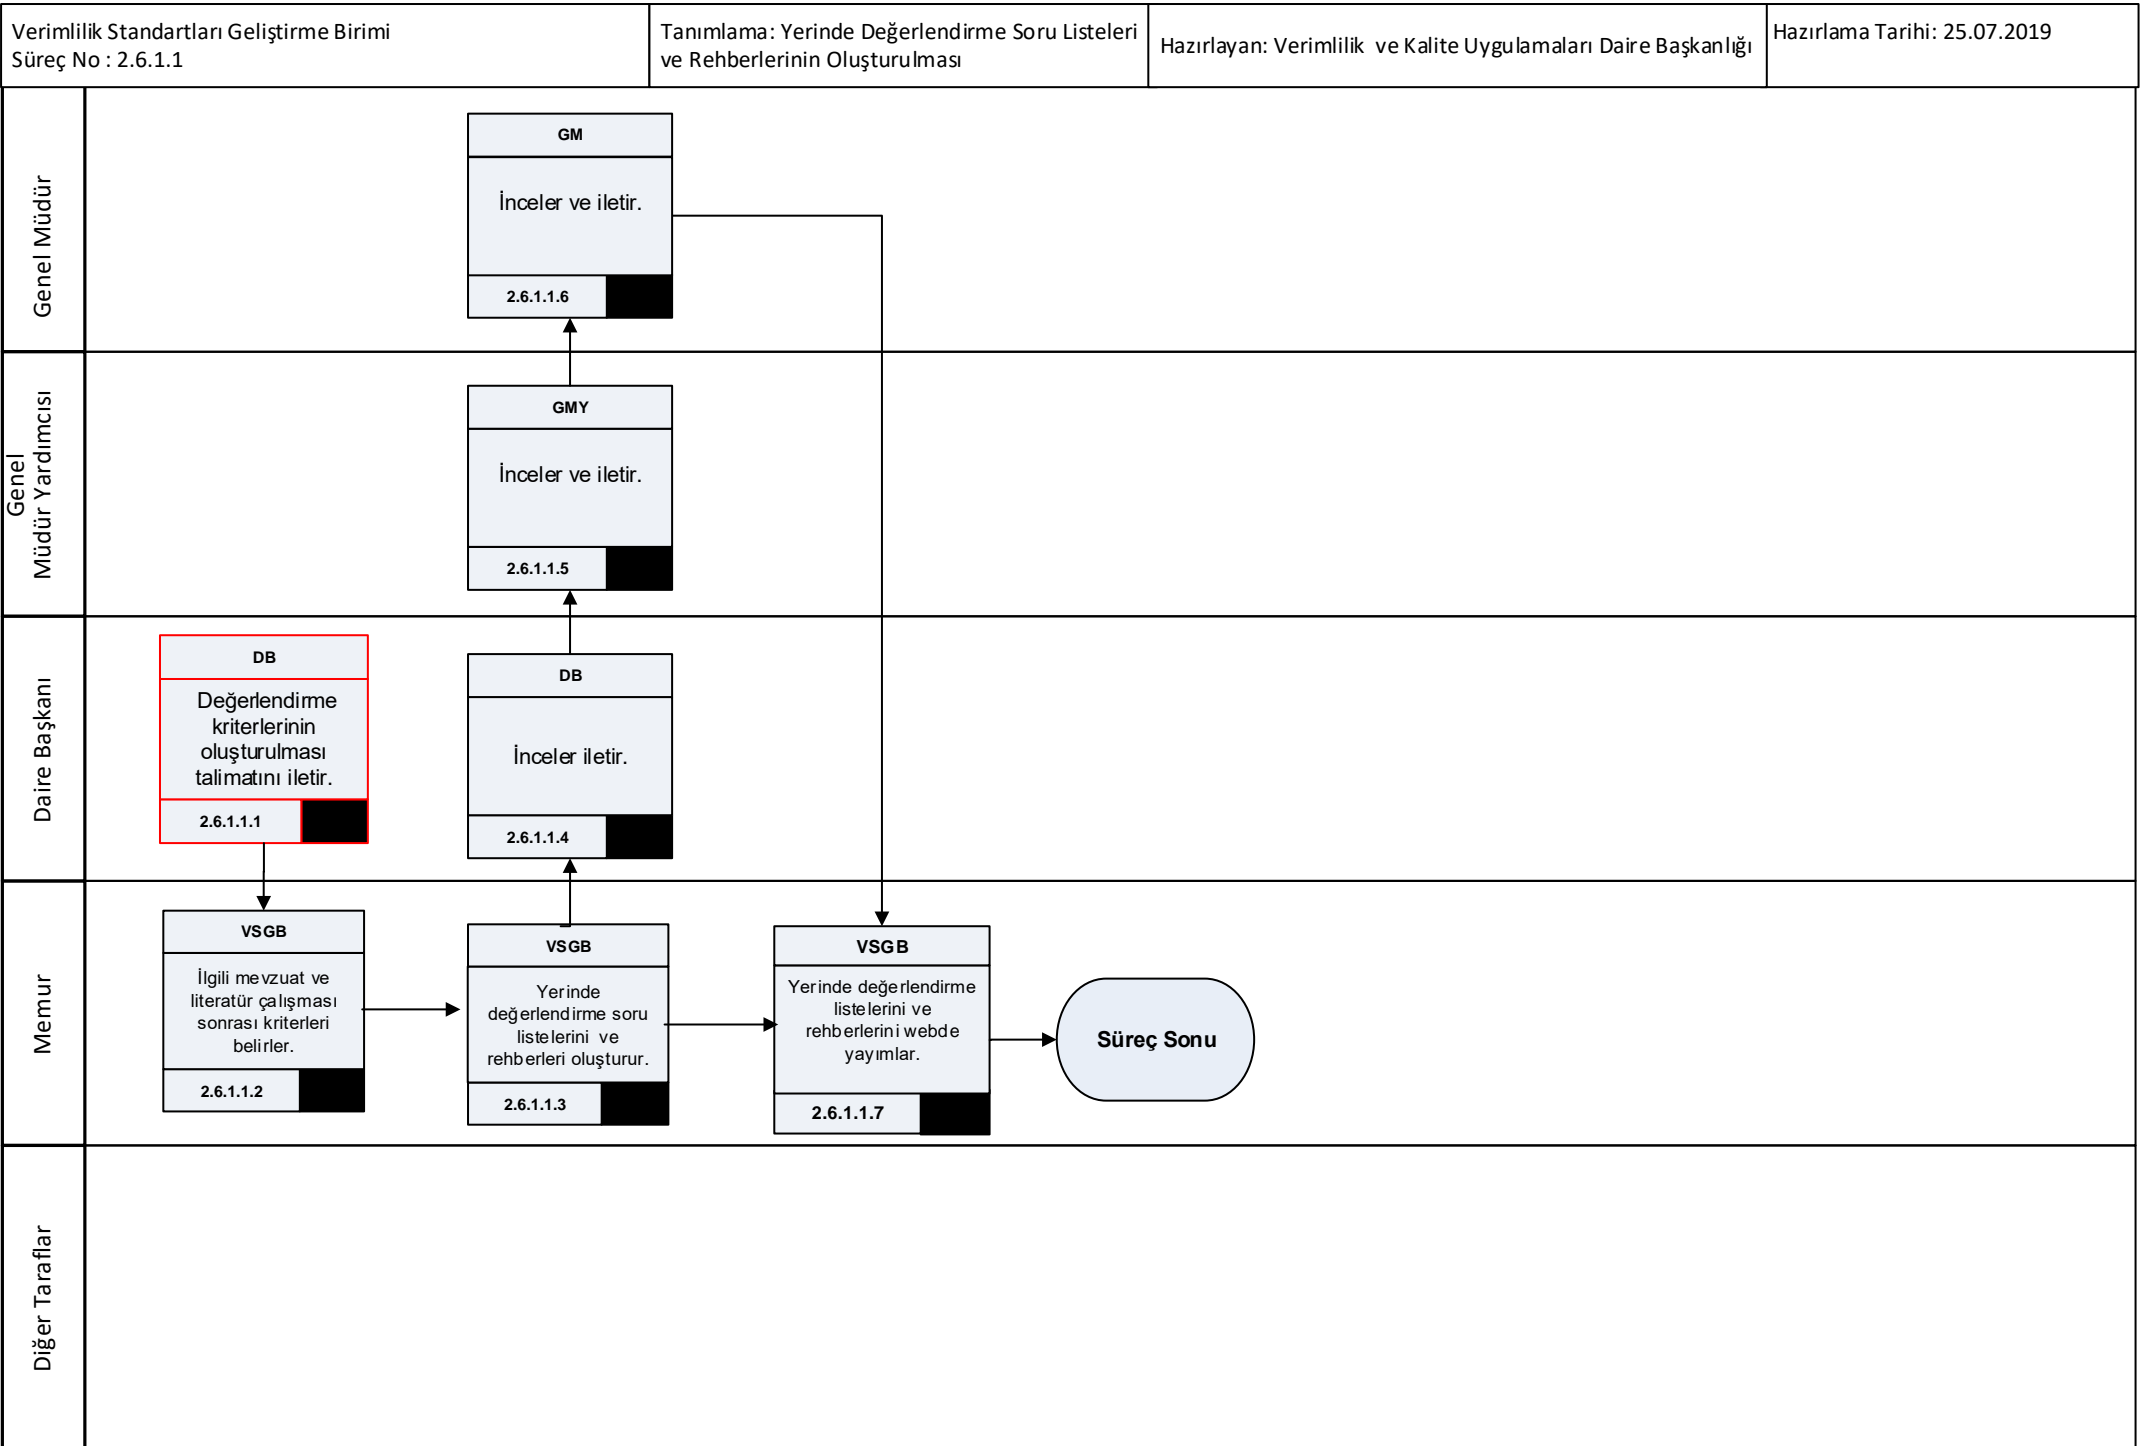 Verimlilik Standartları Geliştirme Birimi
Süreç No : 2.6.1.1
Tanımlama: Yerinde Değerlendirme Soru Listeleri
ve Rehberlerinin Oluşturulması
Hazırlayan: Verimlilik ve Kalite Uygulamaları Daire Başkanlığı
Hazırlama Tarihi: 25.07.2019
Genel Müdür
GM
İnceler ve iletir.
2.6.1.1.6
Genel
Müdür Yardımcısı
GMY
İnceler ve iletir.
2.6.1.1.5
Daire Başkanı
DB
Değerlendirme
kriterlerinin
oluşturulması
talimatını iletir.
2.6.1.1.1
DB
İnceler iletir.
2.6.1.1.4
Memur
VSGB
İlgili mevzuat ve
literatür çalışması
sonrası kriterleri
belirler.
2.6.1.1.2
VSGB
Yerinde
değerlendirme soru
listelerini ve
rehberleri oluşturur.
2.6.1.1.3
VSGB
Yerinde değerlendirme
listelerini ve
rehberlerini webde
yayımlar.
2.6.1.1.7
Süreç Sonu
Diğer Taraflar